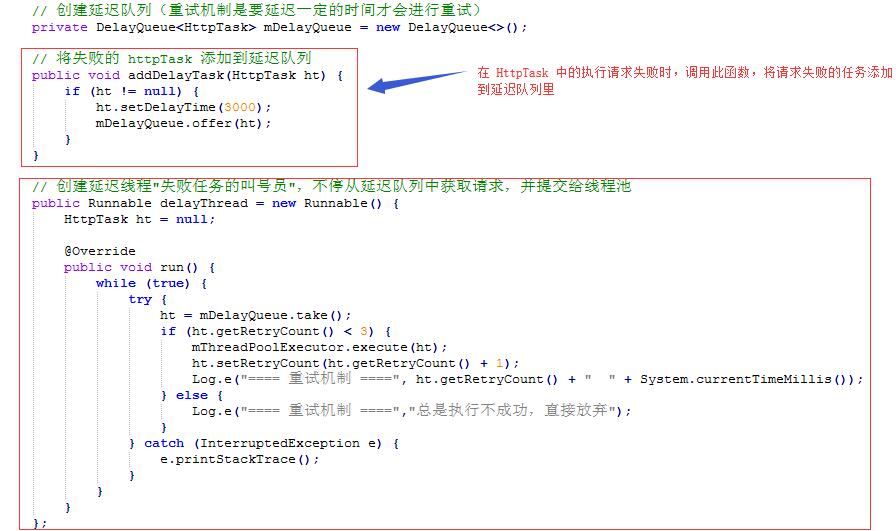 // 创建延迟队列（重试机制是要延迟一定的时间才会进行重试）
private DelayQueue<HttpTask> mDelayQueue = new DelayQueue<>();
// 将失败的 httpTask 添加到延迟队列
public void addDelayTask(HttpTask ht) {
    if (ht != null) {
        ht.setDelayTime(3000);
        mDelayQueue.offer(ht);
    }
}
在 HttpTask 中的执行请求失败时，调用此函数，将请求失败的任务添加
到延迟队列里
// 创建延迟线程"失败任务的叫号员"，不停从延迟队列中获取请求，并提交给线程池
public Runnable delayThread = new Runnable() {
    HttpTask ht = null;
    @Override
    public void run() {
        while (true) {
            try {
                ht = mDelayQueue.take();
                if (ht.getRetryCount() < 3) {
                    mThreadPoolExecutor.execute(ht);
                    ht.setRetryCount(ht.getRetryCount() + 1);
                    Log.e("==== 重试机制 ====", ht.getRetryCount() + "  " + System.currentTimeMillis());
                } else {
                    Log.e("==== 重试机制 ====","总是执行不成功，直接放弃");
                }
            } catch (InterruptedException e) {
                e.printStackTrace();
            }
        }
    }
};